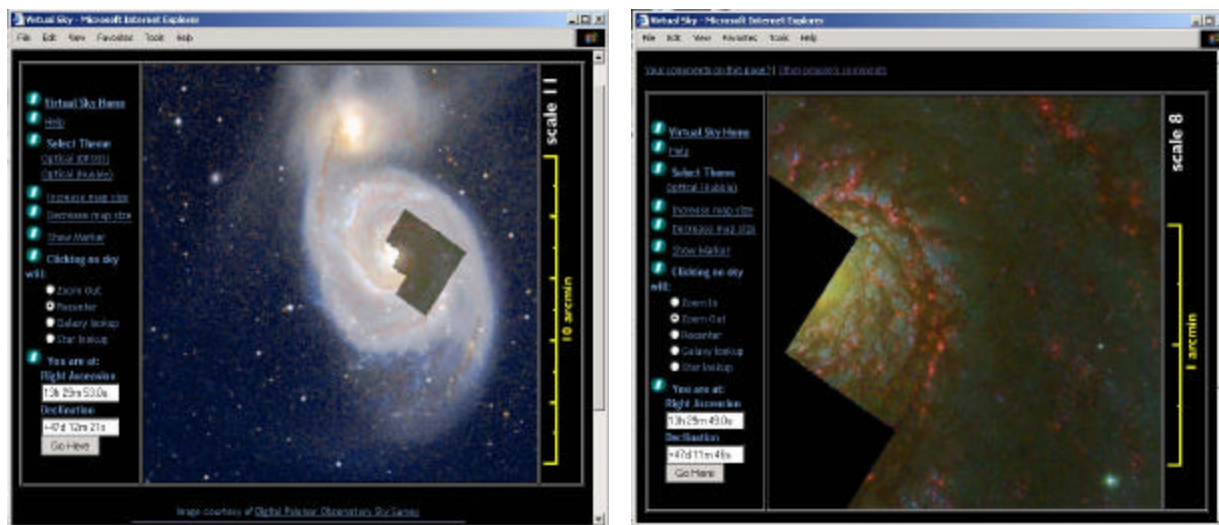 Virtual Sky - Microsoft Internet Explorer
File Edit View Favorites Tools Help
Virtual Sky Home
Help
Select Theme
Optical (DPOSS)
Optical (Hubble)
Increase map size
Decrease map size
Show Marker
Clicking on sky
will:
Zoom Out
Recenter
Galaxy lookup
Star lookup
You are at:
Right Ascension
13h 29m 53.0s
Declination
+47d 12m 21s
Go Here
scale 11
10 arcmin
Image courtesy of Digital Palomar Observatory Sky Survey
Virtual Sky - Microsoft Internet Explorer
File Edit View Favorites Tools Help
Your comments on this page? | Other people's comments
Virtual Sky Home
Help
Select Theme
Optical (Hubble)
Increase map size
Decrease map size
Show Marker
Clicking on sky
will:
Zoom In
Zoom Out
Recenter
Galaxy lookup
Star lookup
You are at:
Right Ascension
13h 29m 49.0s
Declination
+47d 11m 46s
Go Here
scale 8
1 arcmin